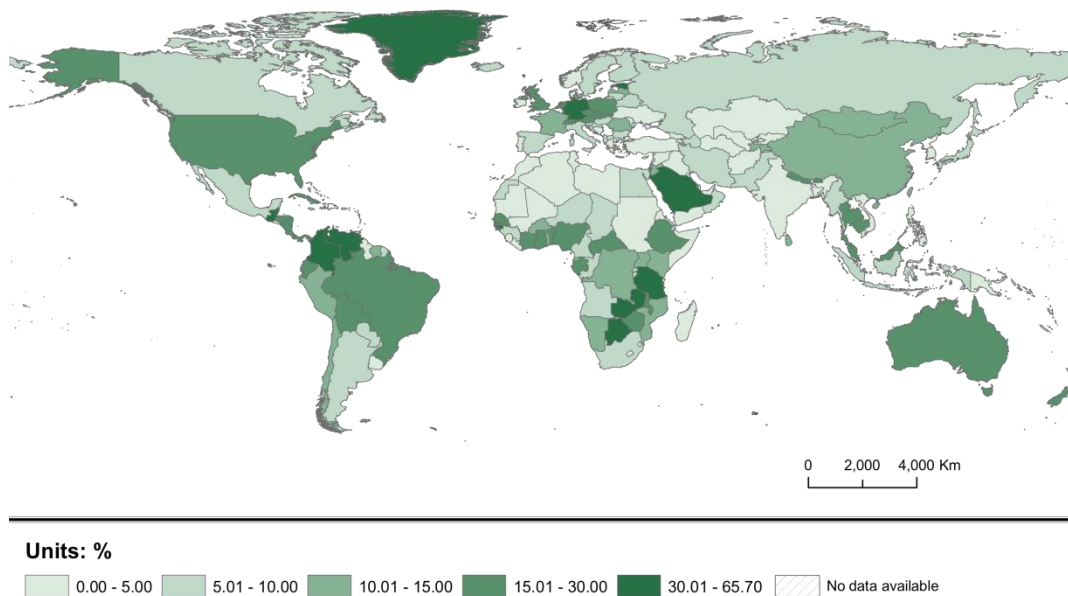 0 2,000 4,000 Km
Units: %
0.00 - 5.00 5.01 - 10.00 10.01 - 15.00 15.01 - 30.00 30.01 - 65.70 No data available